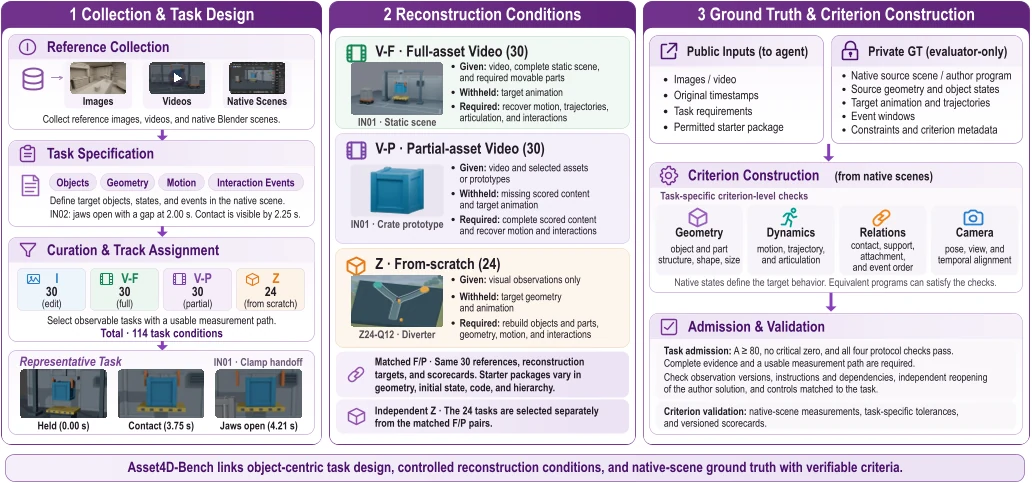 1 Collection & Task Design
Reference Collection
Images
Videos
Native Scenes
Collect reference images, videos, and native Blender scenes.
Task Specification
Objects
Geometry
Motion
Interaction Events
Define target objects, states, and events in the native scene.
IN02: jaws open with a gap at 2.00 s. Contact is visible by 2.25 s.
Curation & Track Assignment
I
30
(edit)
V-F
30
(full)
V-P
30
(partial)
Z
24
(from scratch)
Select observable tasks with a usable measurement path.
Total · 114 task conditions
Representative Task
IN01 · Clamp handoff
Held (0.00 s)
Contact (3.75 s)
Jaws open (4.21 s)
2 Reconstruction Conditions
V-F · Full-asset Video (30)
IN01 · Static scene
• Given: video, complete static scene,
and required movable parts
• Withheld: target animation
• Required: recover motion, trajectories,
articulation, and interactions
V-P · Partial-asset Video (30)
IN01 · Crate prototype
• Given: video and selected assets
or prototypes
• Withheld: missing scored content
and target animation
• Required: complete scored content
and recover motion and interactions
Z · From-scratch (24)
Z24-Q12 · Diverter
• Given: visual observations only
• Withheld: target geometry
and animation
• Required: rebuild objects and parts,
geometry, motion, and interactions
Matched F/P · Same 30 references, reconstruction
targets, and scorecards. Starter packages vary in
geometry, initial state, code, and hierarchy.
Independent Z · The 24 tasks are selected separately
from the matched F/P pairs.
3 Ground Truth & Criterion Construction
Public Inputs (to agent)
• Images / video
• Original timestamps
• Task requirements
• Permitted starter package
Private GT (evaluator-only)
• Native source scene / author program
• Source geometry and object states
• Target animation and trajectories
• Event windows
• Constraints and criterion metadata
Criterion Construction (from native scenes)
Task-specific criterion-level checks
Geometry
object and part
structure, shape, size
Dynamics
motion, trajectory,
and articulation
Relations
contact, support,
attachment,
and event order
Camera
pose, view, and
temporal alignment
Native states define the target behavior. Equivalent programs can satisfy the checks.
Admission & Validation
Task admission: A ≥ 80, no critical zero, and all four protocol checks pass.
Complete evidence and a usable measurement path are required.
Check observation versions, instructions and dependencies, independent reopening
of the author solution, and controls matched to the task.
Criterion validation: native-scene measurements, task-specific tolerances,
and versioned scorecards.
Asset4D-Bench links object-centric task design, controlled reconstruction conditions, and native-scene ground truth with verifiable criteria.